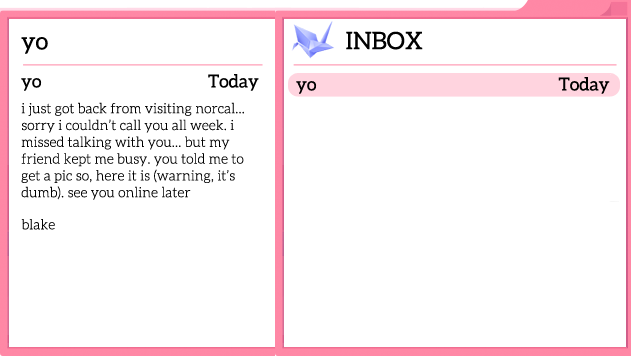 yo
yo Today
i just got back from visiting norcal...
sorry i couldn't call you all week. i
missed talking with you... but my
friend kept me busy. you told me to
get a pic so, here it is (warning, it's
dumb). see you online later
blake
INBOX
yo Today